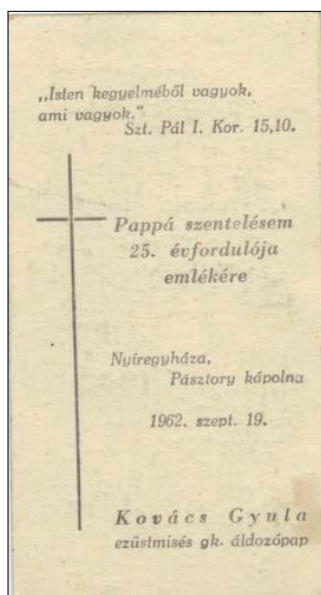 „Isten kegyelméből vagyok,
ami vagyok.“
Szt. Pál I. Kor. 15,10.
Pappá szentelésem
25. évfordulója
emlékére
Nyíregyháza,
Pásztory kápolna
1962. szept. 19.
Kovács Gyula
ezüstmisés gk. áldozópap